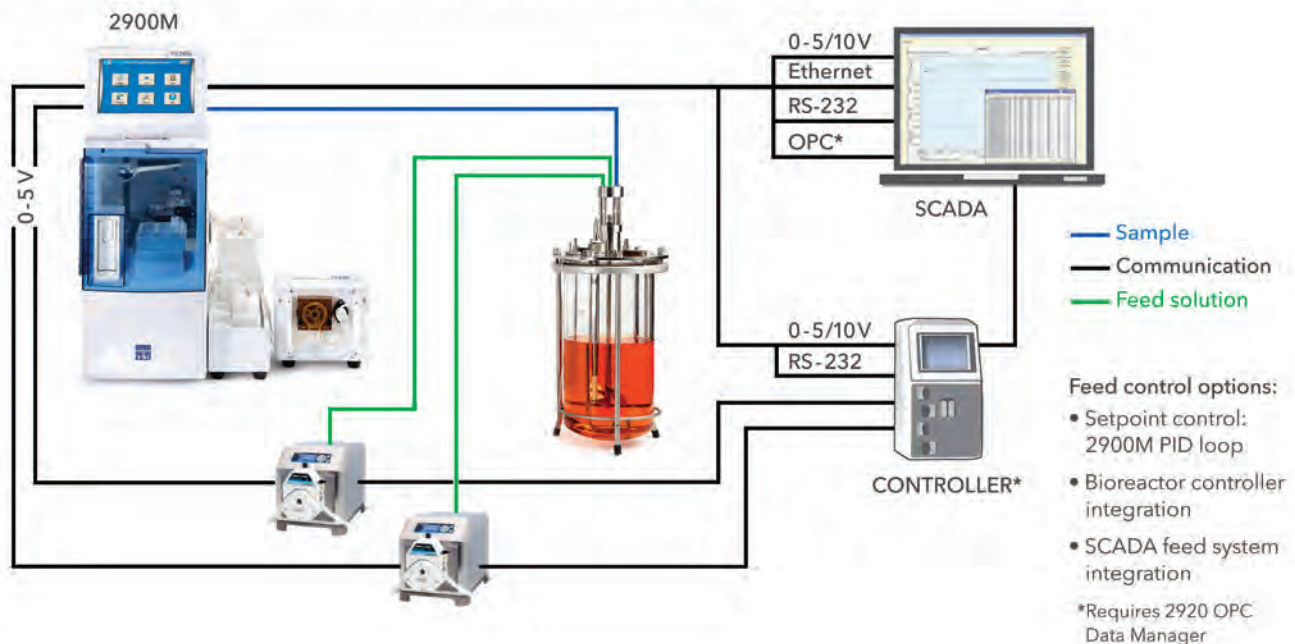 2900M
0-5/10V
Ethernet
RS-232
OPC*
0-5V
SCADA
Sample
Communication
Feed solution
0-5/10V
RS-232
CONTROLLER*
Feed control options:
• Setpoint control:
2900M PID loop
• Bioreactor controller
integration
• SCADA feed system
integration
*Requires 2920 OPC
Data Manager